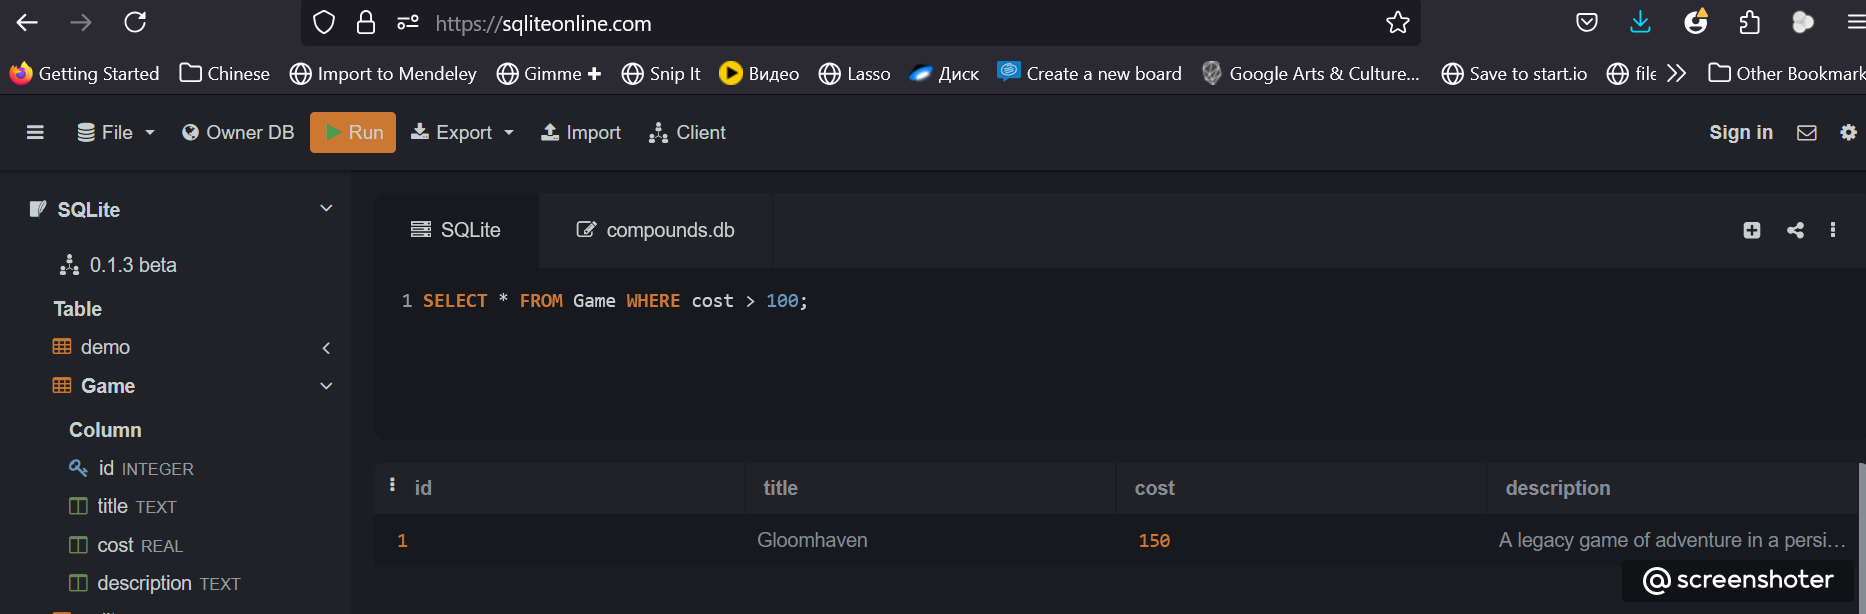 https://sqliteonline.com
Getting Started Chinese Import to Mendeley Gimme + Snip It Видео Lasso Диск Create a new board Google Arts & Culture... Save to start.io file Other Bookmark
File Owner DB Run Export Import Client Sign in
SQLite
0.1.3 beta
Table
demo
Game
Column
id INTEGER
title TEXT
cost REAL
description TEXT
SQLite compounds.db
1 SELECT * FROM Game WHERE cost > 100;
id title cost description
1 Gloomhaven 150 A legacy game of adventure in a persi...
@screenshoter